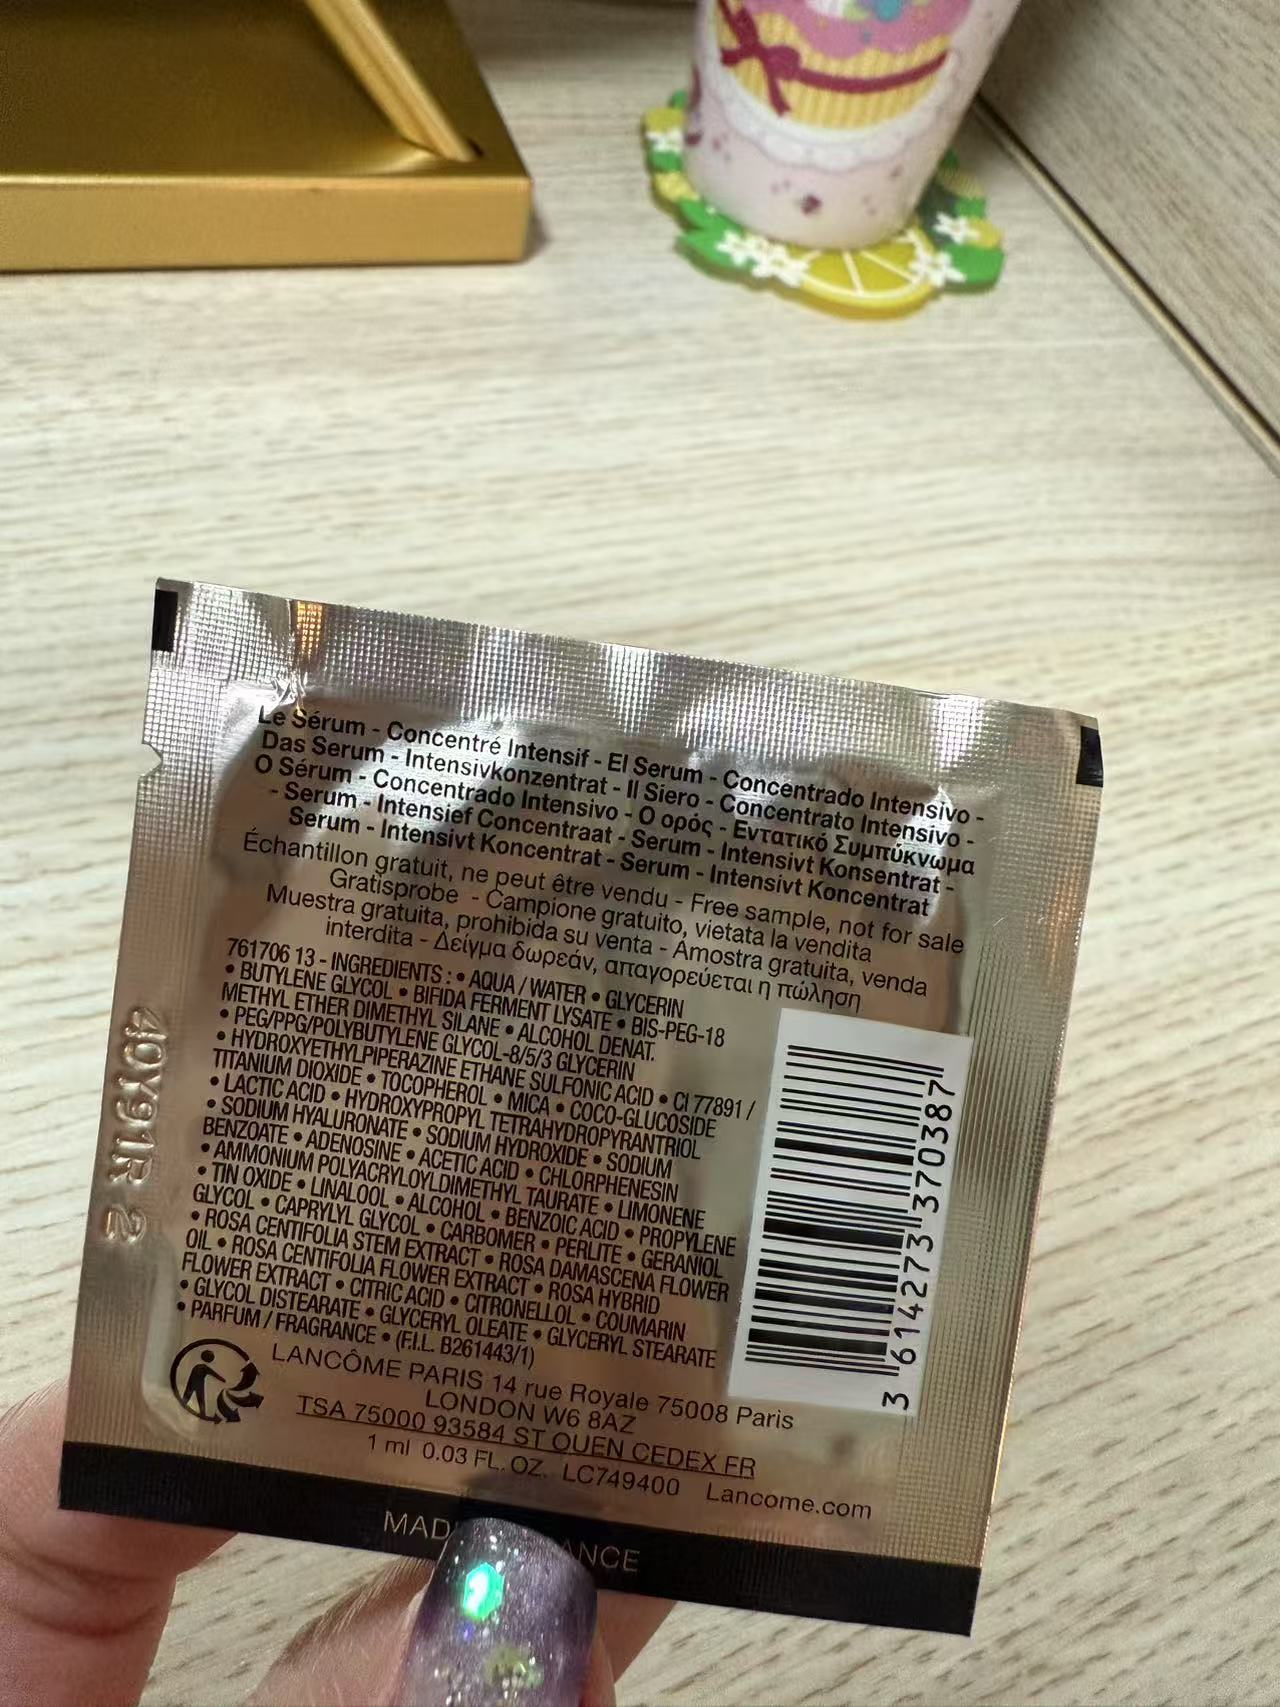 Le Sérum - Concentré Intensif - El Serum - Concentrado Intensivo -
Das Serum - Intensivkonzentrat - Il Siero - Concentrato Intensivo -
O Sérum - Concentrado Intensivo - Ο ορός - Εντατικό Συμπύκνωμα
- Serum - Intensief Concentraat - Serum - Intensivt Konsentrat -
Serum - Intensivt Koncentrat - Serum - Intensivt Koncentrat
Échantillon gratuit, ne peut être vendu - Free sample, not for sale
Gratisprobe - Campione gratuito, vietata la vendita
Muestra gratuita, prohibida su venta - Amostra gratuita, venda
interdita - Δείγμα δωρεάν, απαγορεύεται η πώληση
761706 13 - INGREDIENTS : • AQUA / WATER • GLYCERIN
• BUTYLENE GLYCOL • BIFIDA FERMENT LYSATE • BIS-PEG-18
METHYL ETHER DIMETHYL SILANE • ALCOHOL DENAT.
• PEG/PPG/POLYBUTYLENE GLYCOL-8/5/3 GLYCERIN
• HYDROXYETHYLPIPERAZINE ETHANE SULFONIC ACID • CI 77891 /
TITANIUM DIOXIDE • TOCOPHEROL • MICA • COCO-GLUCOSIDE
• LACTIC ACID • HYDROXYPROPYL TETRAHYDROPYRANTRIOL
• SODIUM HYALURONATE • SODIUM HYDROXIDE • SODIUM
BENZOATE • ADENOSINE • ACETIC ACID • CHLORPHENESIN
• AMMONIUM POLYACRYLOYLDIMETHYL TAURATE • LIMONENE
• TIN OXIDE • LINALOOL • ALCOHOL • BENZOIC ACID • PROPYLENE
GLYCOL • CAPRYLYL GLYCOL • CARBOMER • PERLITE • GERANIOL
• ROSA CENTIFOLIA STEM EXTRACT • ROSA DAMASCENA FLOWER
OIL • ROSA CENTIFOLIA FLOWER EXTRACT • ROSA HYBRID
FLOWER EXTRACT • CITRIC ACID • CITRONELLOL • COUMARIN
• GLYCOL DISTEARATE • GLYCERYL OLEATE • GLYCERYL STEARATE
• PARFUM / FRAGRANCE • (F.I.L. B261443/1)
LANCÔME PARIS 14 rue Royale 75008 Paris
LONDON W6 8AZ
TSA 75000 93584 ST OUEN CEDEX FR
1 ml 0.03 FL. OZ. LC749400 Lancome.com
3 614273 370387
40Y91R 2